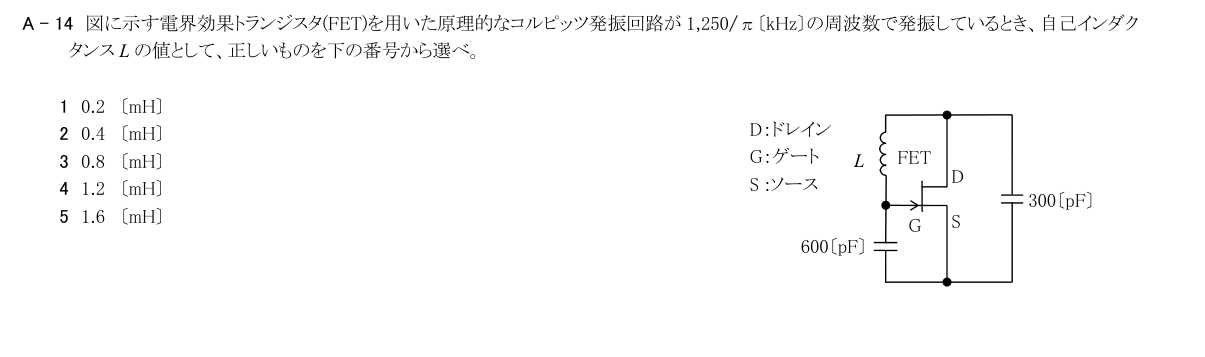 A - 14 図に示す電界効果トランジスタ(FET)を用いた原理的なコルピッツ発振回路が 1,250/π〔kHz〕の周波数で発振しているとき、自己インダク
タンス L の値として、正しいものを下の番号から選べ。
1 0.2 〔mH〕
2 0.4 〔mH〕
3 0.8 〔mH〕
4 1.2 〔mH〕
5 1.6 〔mH〕
D:ドレイン
G:ゲート
S:ソース
L
FET
D
300〔pF〕
G
S
600〔pF〕